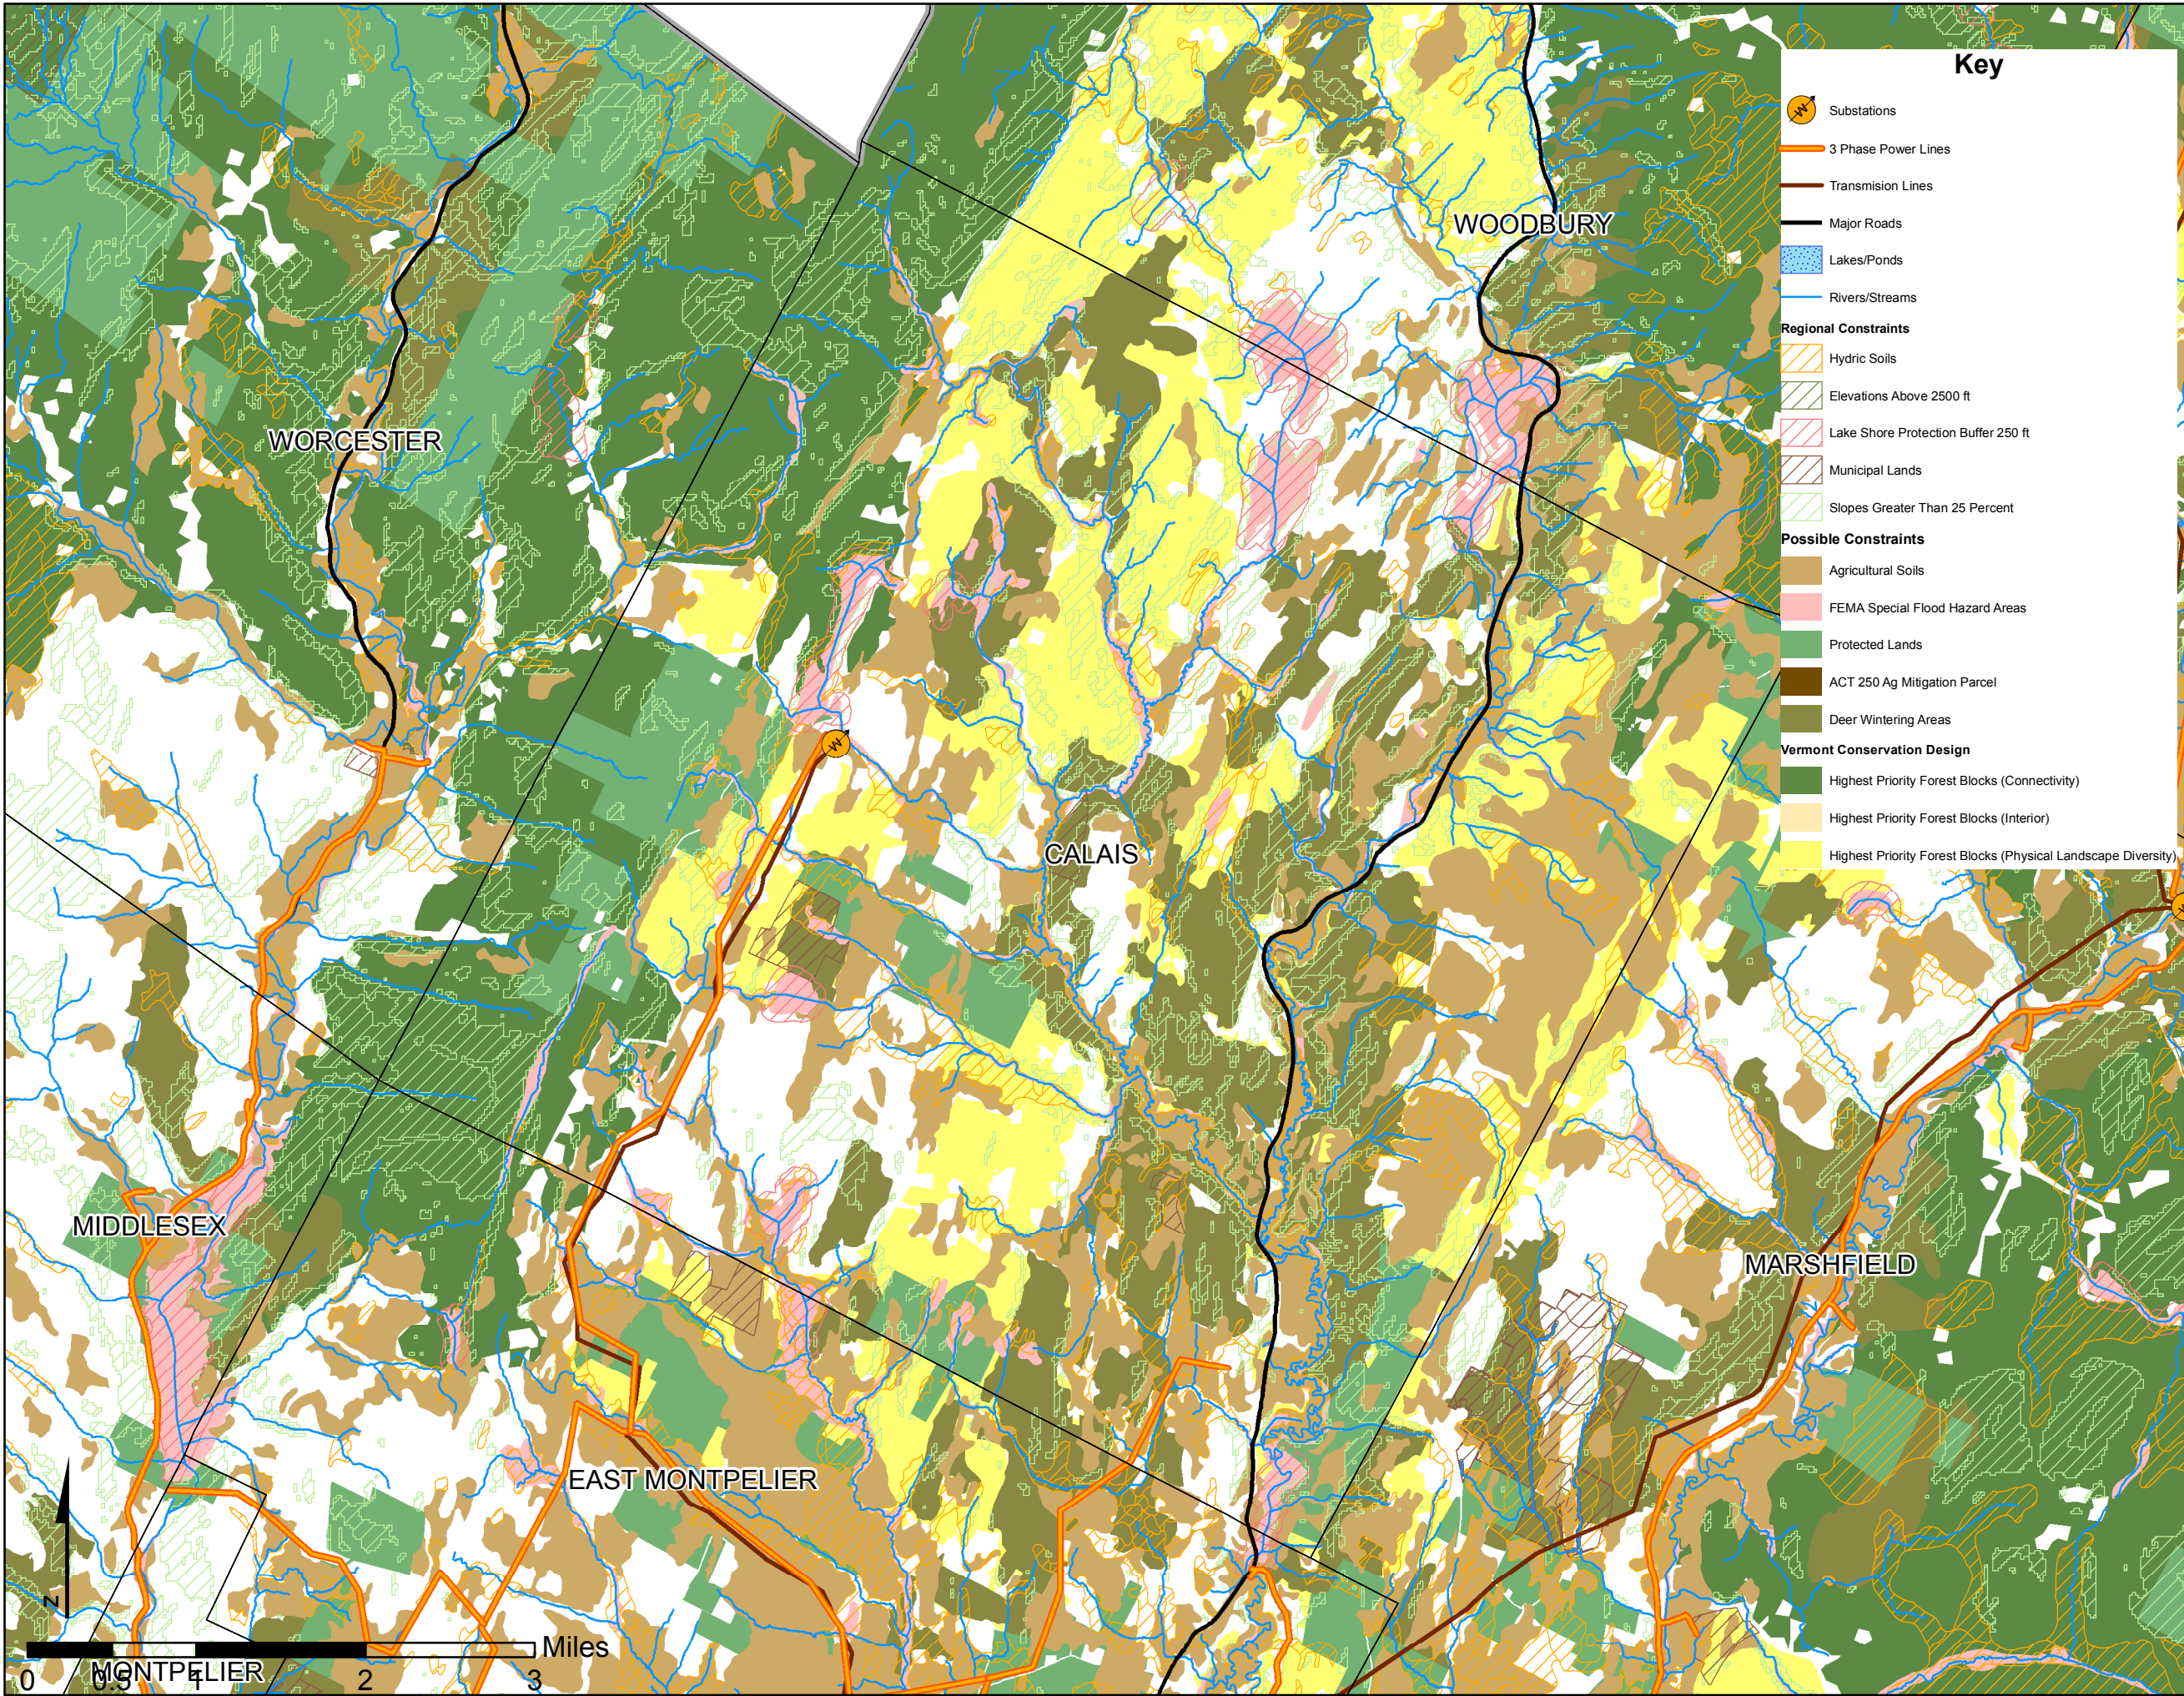 Key
Substations
3 Phase Power Lines
Transmision Lines
Major Roads
Lakes/Ponds
Rivers/Streams
Regional Constraints
Hydric Soils
Elevations Above 2500 ft
Lake Shore Protection Buffer 250 ft
Municipal Lands
Slopes Greater Than 25 Percent
Possible Constraints
Agricultural Soils
FEMA Special Flood Hazard Areas
Protected Lands
ACT 250 Ag Mitigation Parcel
Deer Wintering Areas
Vermont Conservation Design
Highest Priority Forest Blocks (Connectivity)
Highest Priority Forest Blocks (Interior)
Highest Priority Forest Blocks (Physical Landscape Diversity)
WOODBURY
WORCESTER
CALAIS
MIDDLESEX
MARSHFIELD
EAST MONTPELIER
N
Miles
MONTPELIER
0 0.5 1 2 3